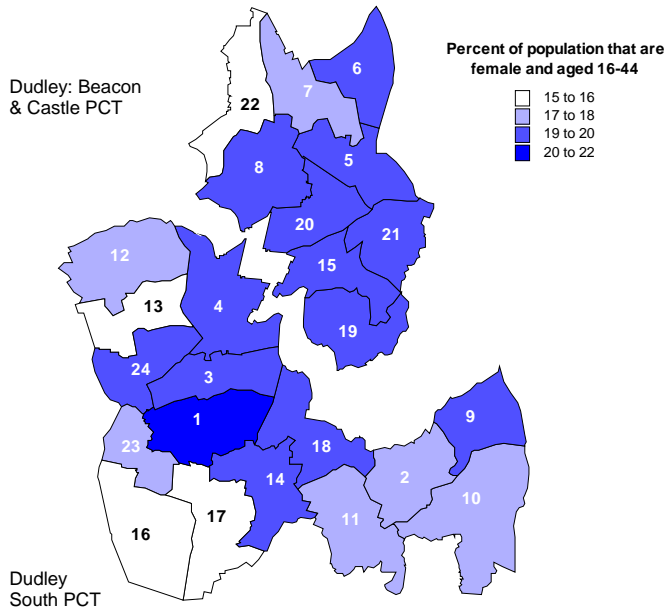 Percent of population that are
female and aged 16-44
15 to 16
17 to 18
19 to 20
20 to 22
Dudley: Beacon
& Castle PCT
6
7
22
5
8
20
21
12
15
13
4
19
24
3
1
9
23
18
2
14
10
17
11
16
Dudley
South PCT